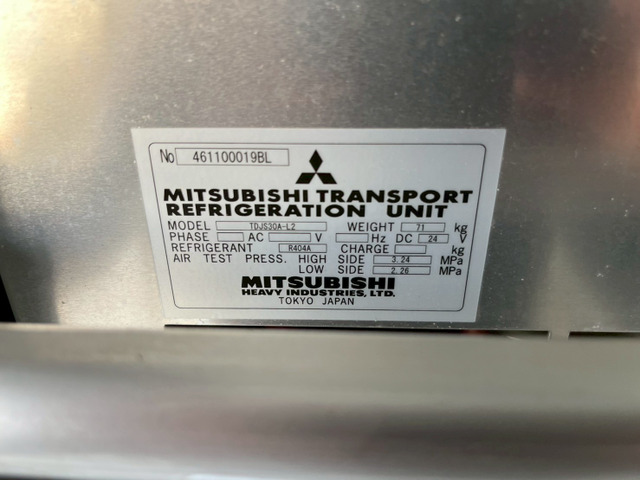 No 461100019BL
MITSUBISHI TRANSPORT
REFRIGERATION UNIT
MODEL TDJS30A-L2 WEIGHT 71 kg
PHASE AC V Hz DC 24 V
REFRIGERANT R404A CHARGE kg
AIR TEST PRESS. HIGH SIDE 3.24 MPa
LOW SIDE 2.26 MPa
MITSUBISHI
HEAVY INDUSTRIES, LTD.
TOKYO JAPAN